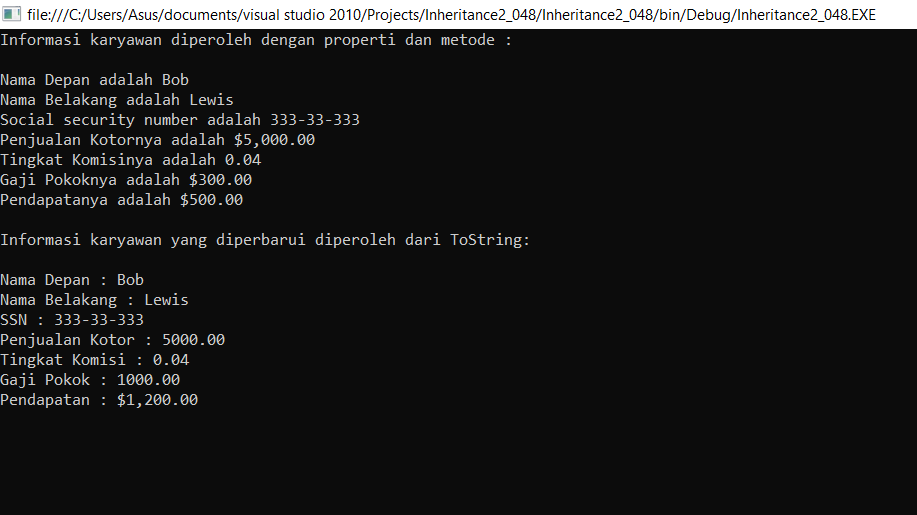 file:///C:/Users/Asus/documents/visual studio 2010/Projects/Inheritance2_048/Inheritance2_048/bin/Debug/Inheritance2_048.EXE
Informasi karyawan diperoleh dengan properti dan metode :
Nama Depan adalah Bob
Nama Belakang adalah Lewis
Social security number adalah 333-33-333
Penjualan Kotornya adalah $5,000.00
Tingkat Komisinya adalah 0.04
Gaji Pokoknya adalah $300.00
Pendapatanya adalah $500.00
Informasi karyawan yang diperbarui diperoleh dari ToString:
Nama Depan : Bob
Nama Belakang : Lewis
SSN : 333-33-333
Penjualan Kotor : 5000.00
Tingkat Komisi : 0.04
Gaji Pokok : 1000.00
Pendapatan : $1,200.00